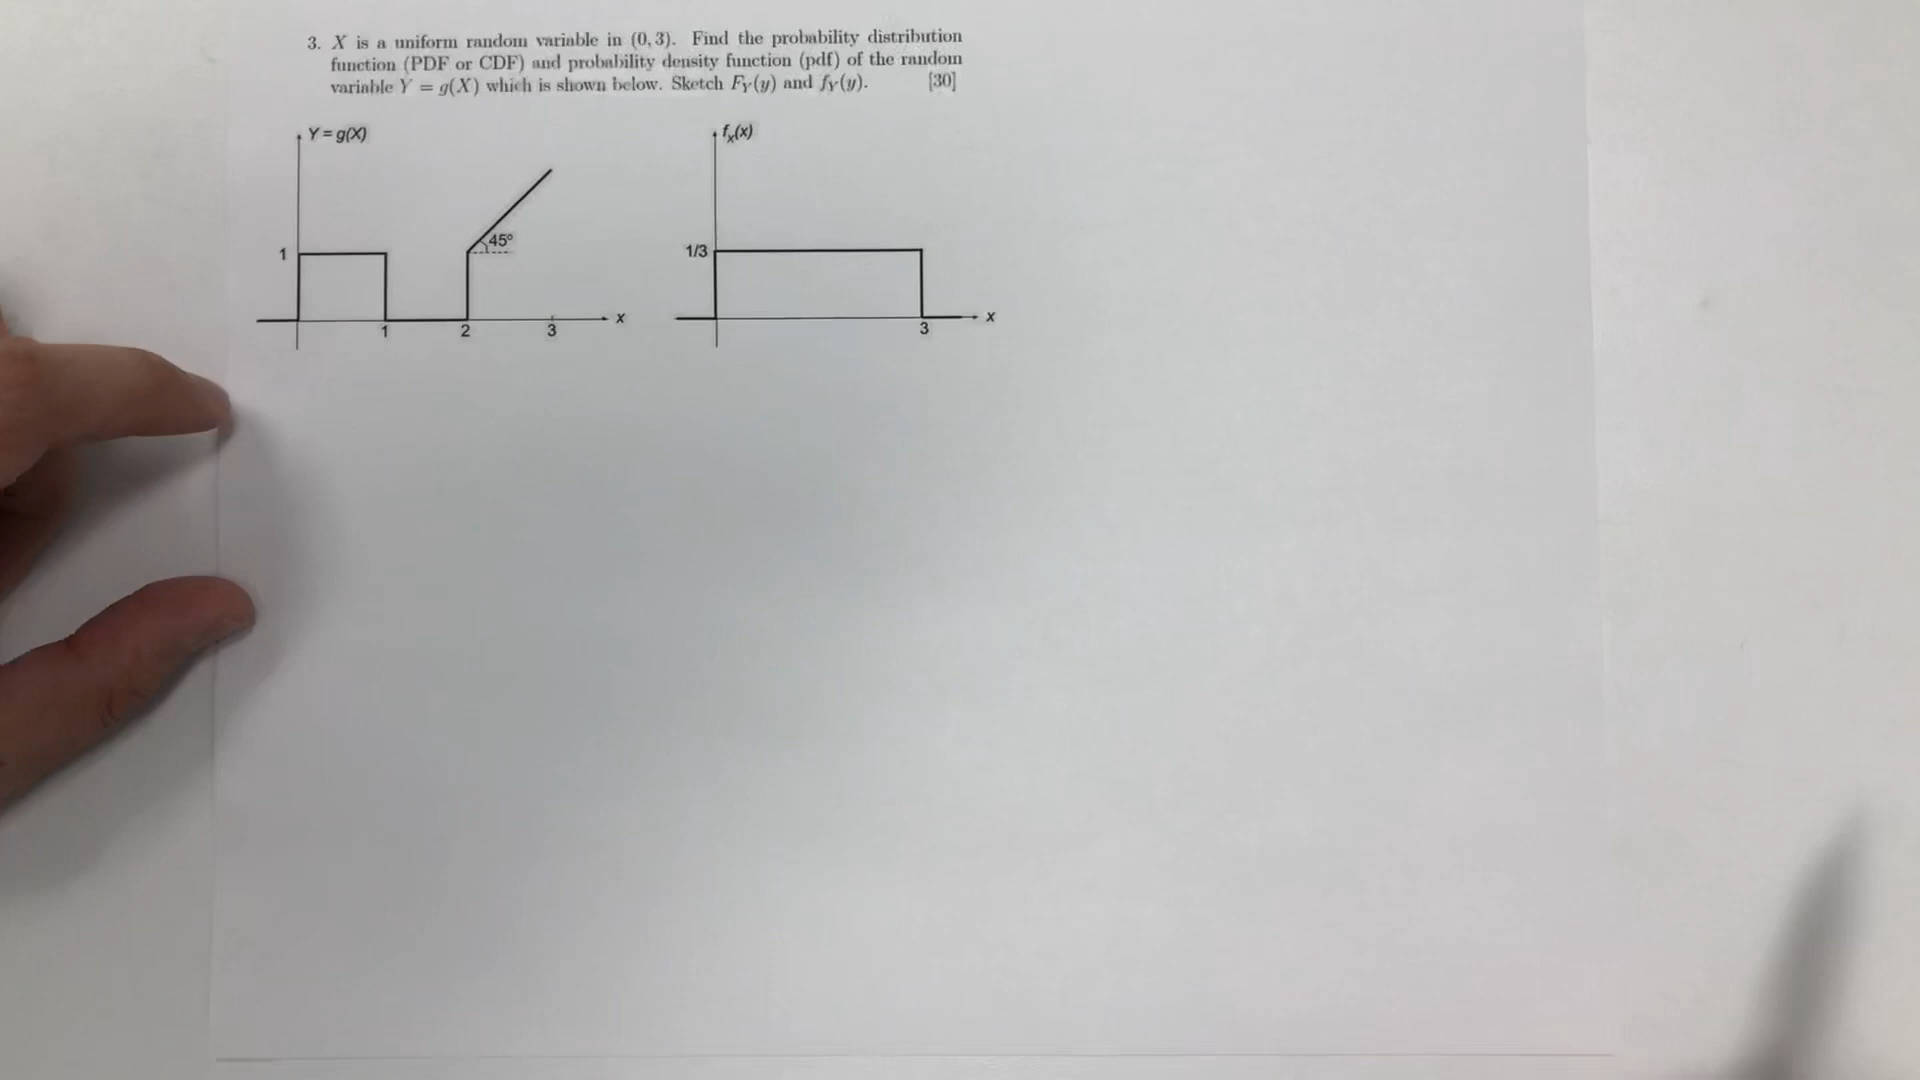 3. X is a uniform random variable in (0, 3). Find the probability distribution
function (PDF or CDF) and probability density function (pdf) of the random
variable Y = g(X) which is shown below. Sketch F_Y(y) and f_Y(y). [30]
Y = g(X)
1
45°
1
2
3
x
f_x(x)
1/3
3
x